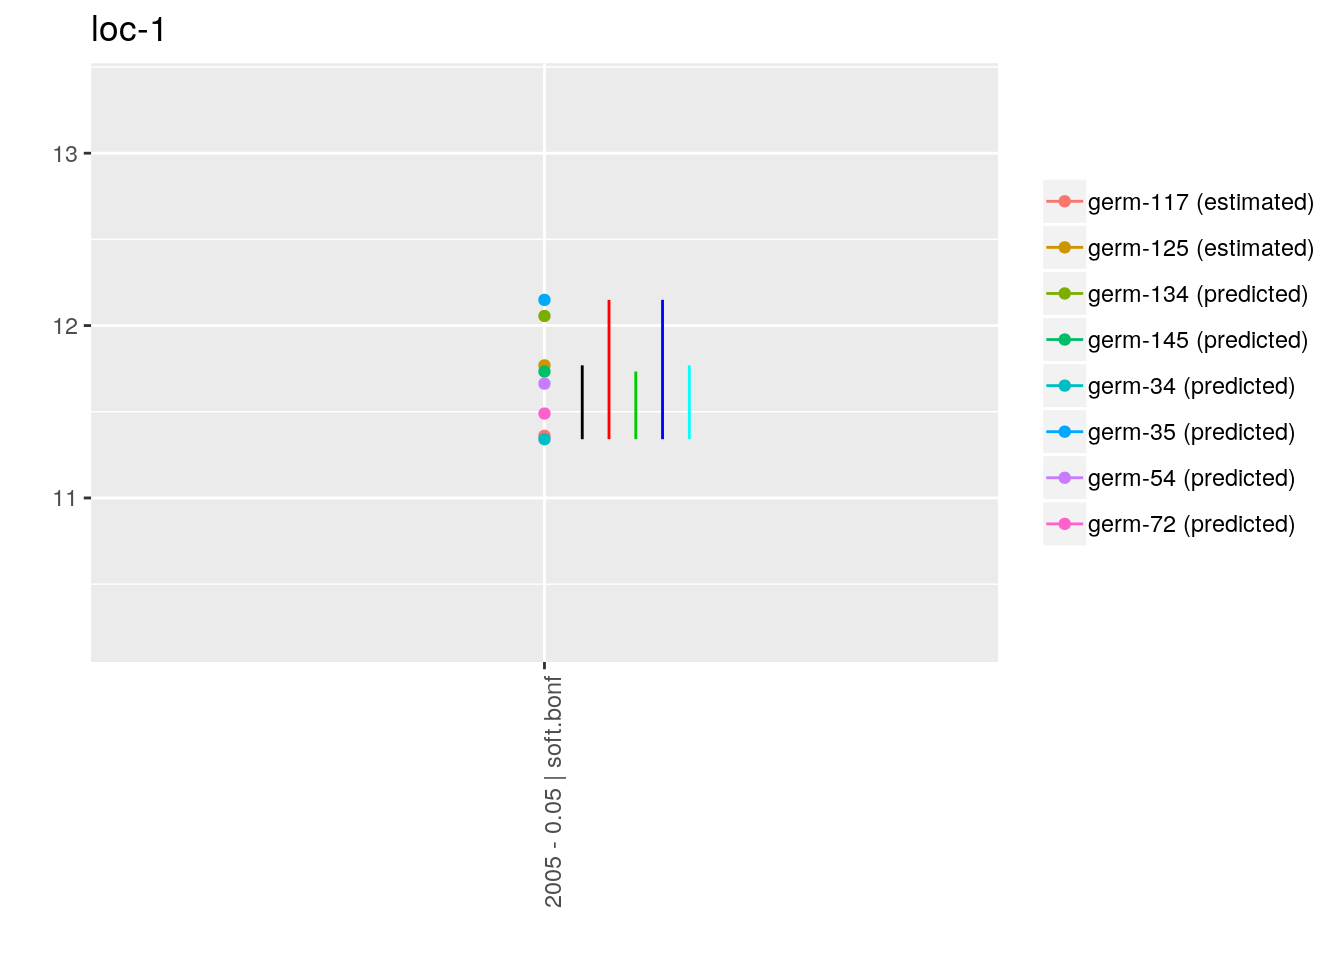 loc-1
13
12
11
2005 - 0.05 | soft.bonf
germ-117 (estimated)
germ-125 (estimated)
germ-134 (predicted)
germ-145 (predicted)
germ-34 (predicted)
germ-35 (predicted)
germ-54 (predicted)
germ-72 (predicted)